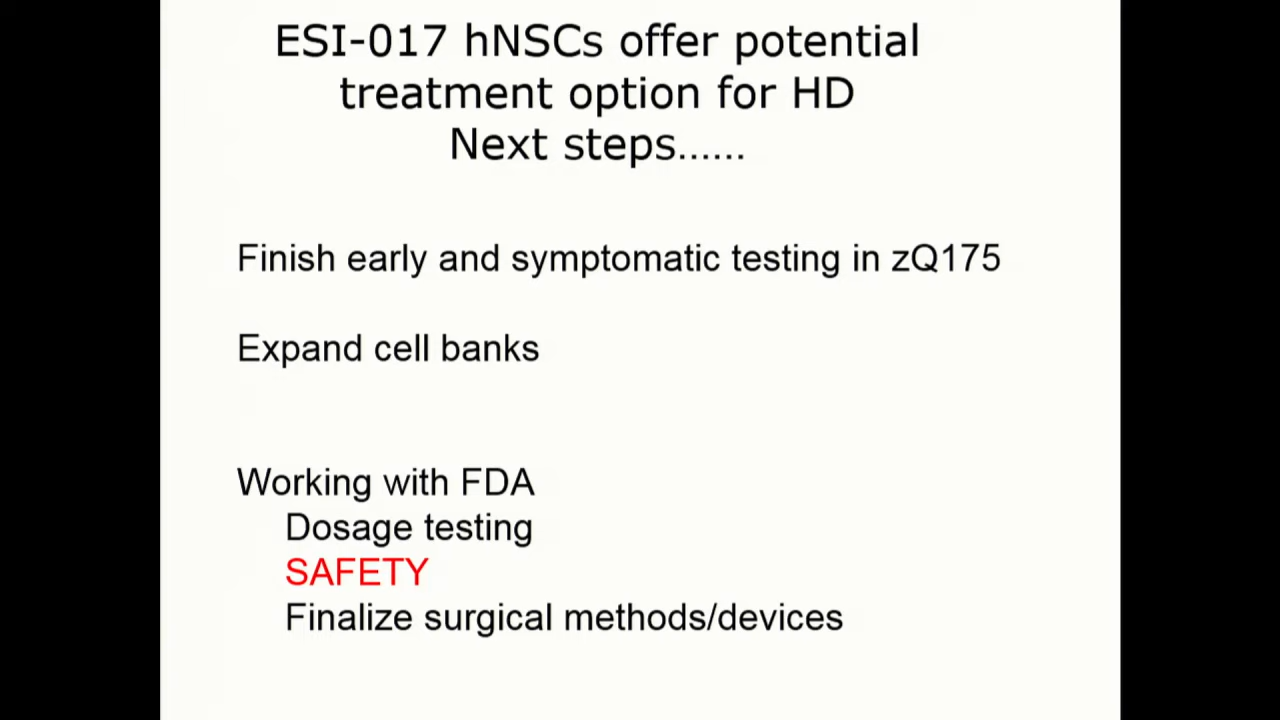 ESI-017 hNSCs offer potential
treatment option for HD
Next steps......
Finish early and symptomatic testing in zQ175
Expand cell banks
Working with FDA
Dosage testing
SAFETY
Finalize surgical methods/devices